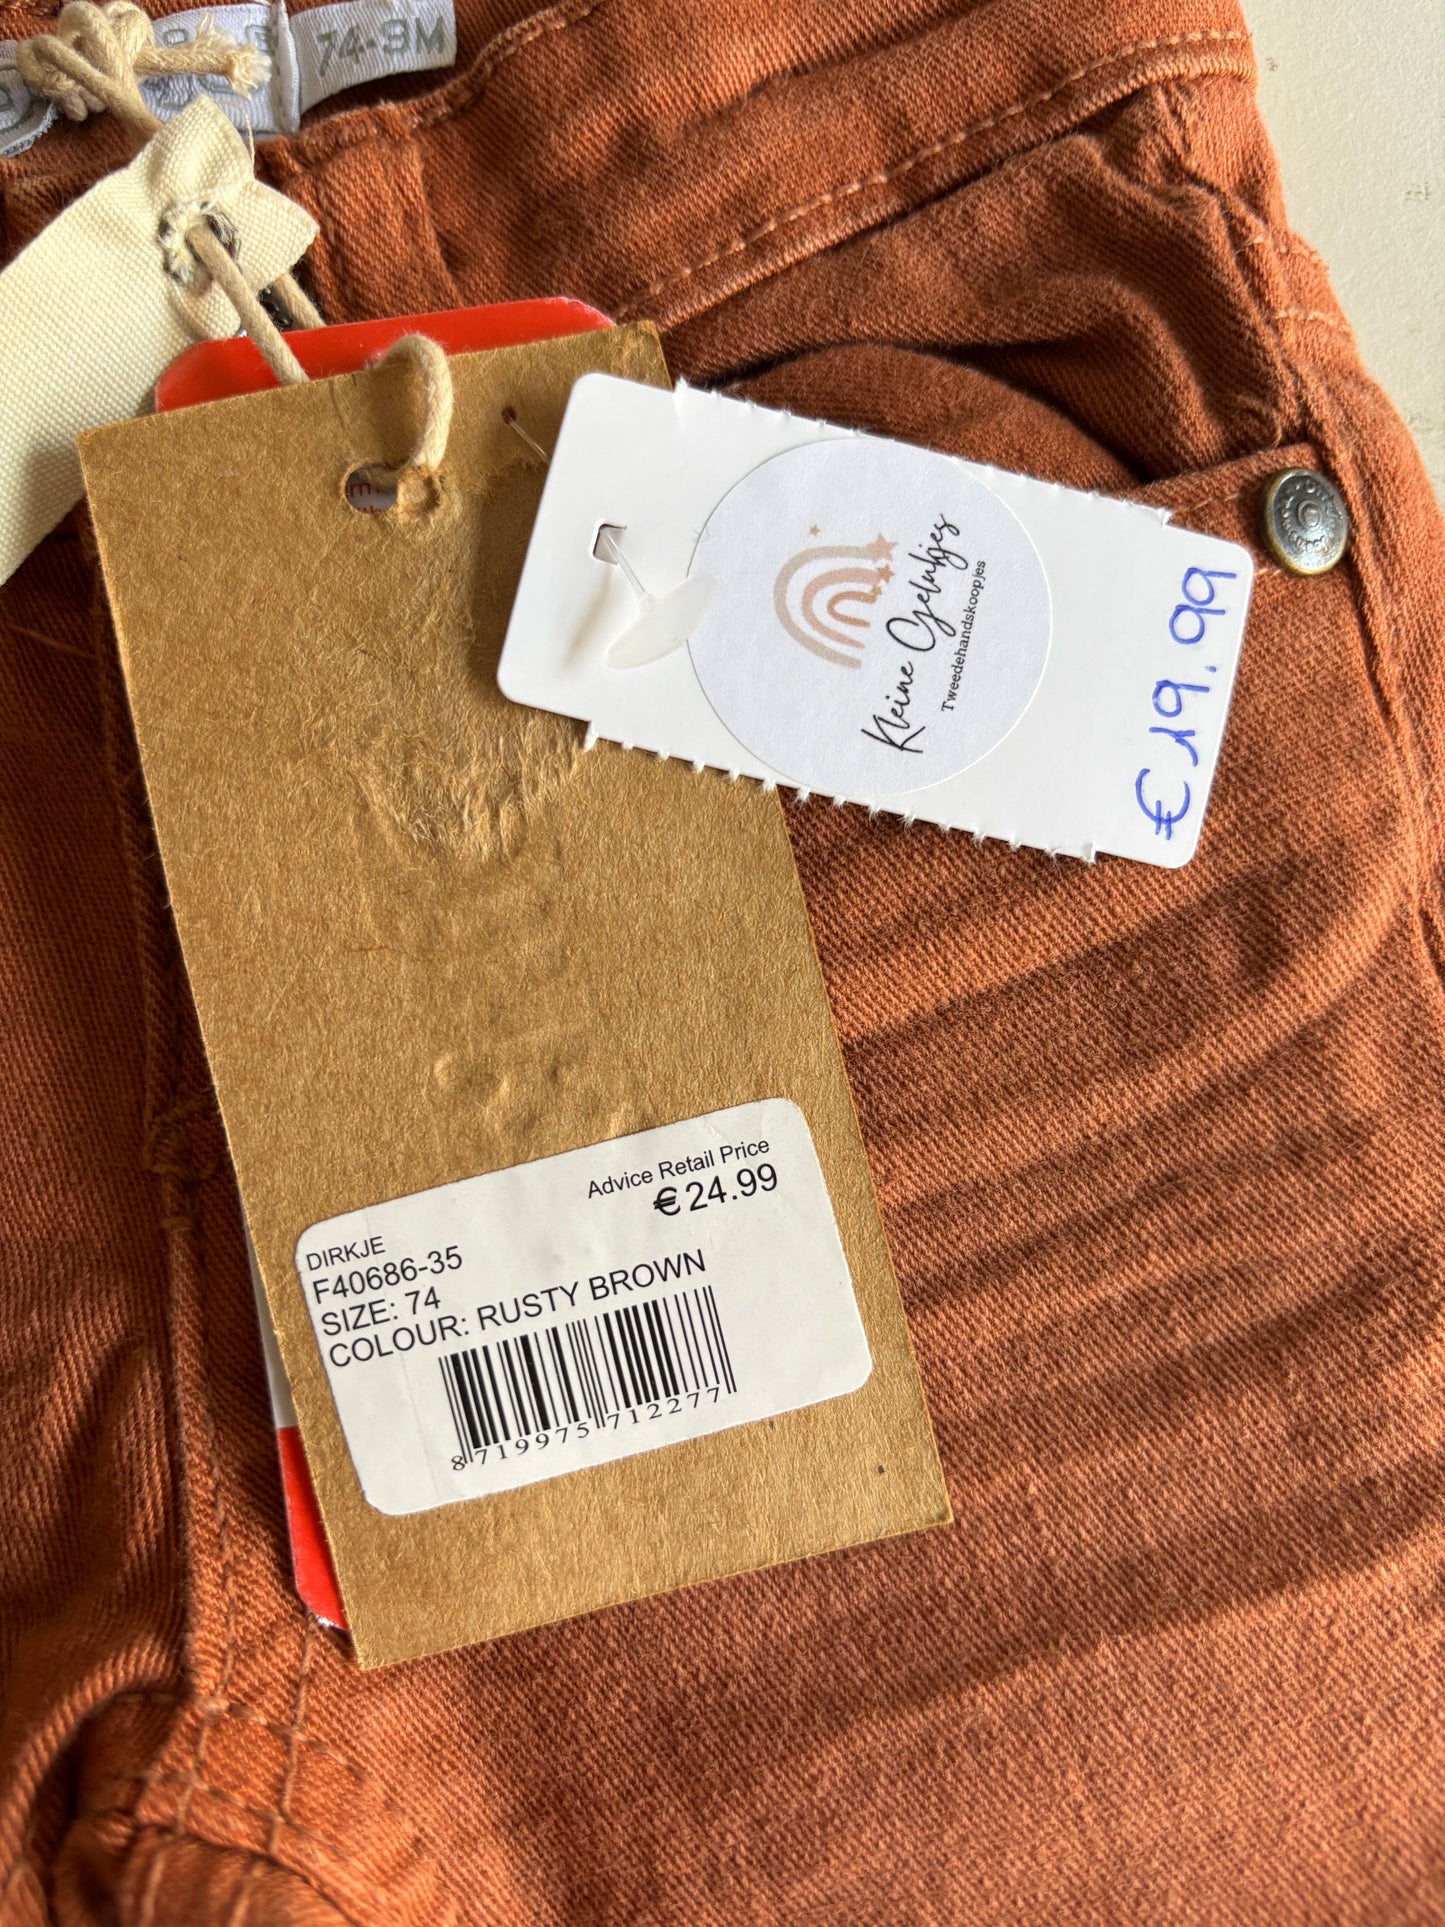 74-9M
Kleine Gelukjes
Tweedehandskoopjes
€19.99
Advice Retail Price
€24.99
DIRKJE
F40686-35
SIZE: 74
COLOUR: RUSTY BROWN
8719975712277